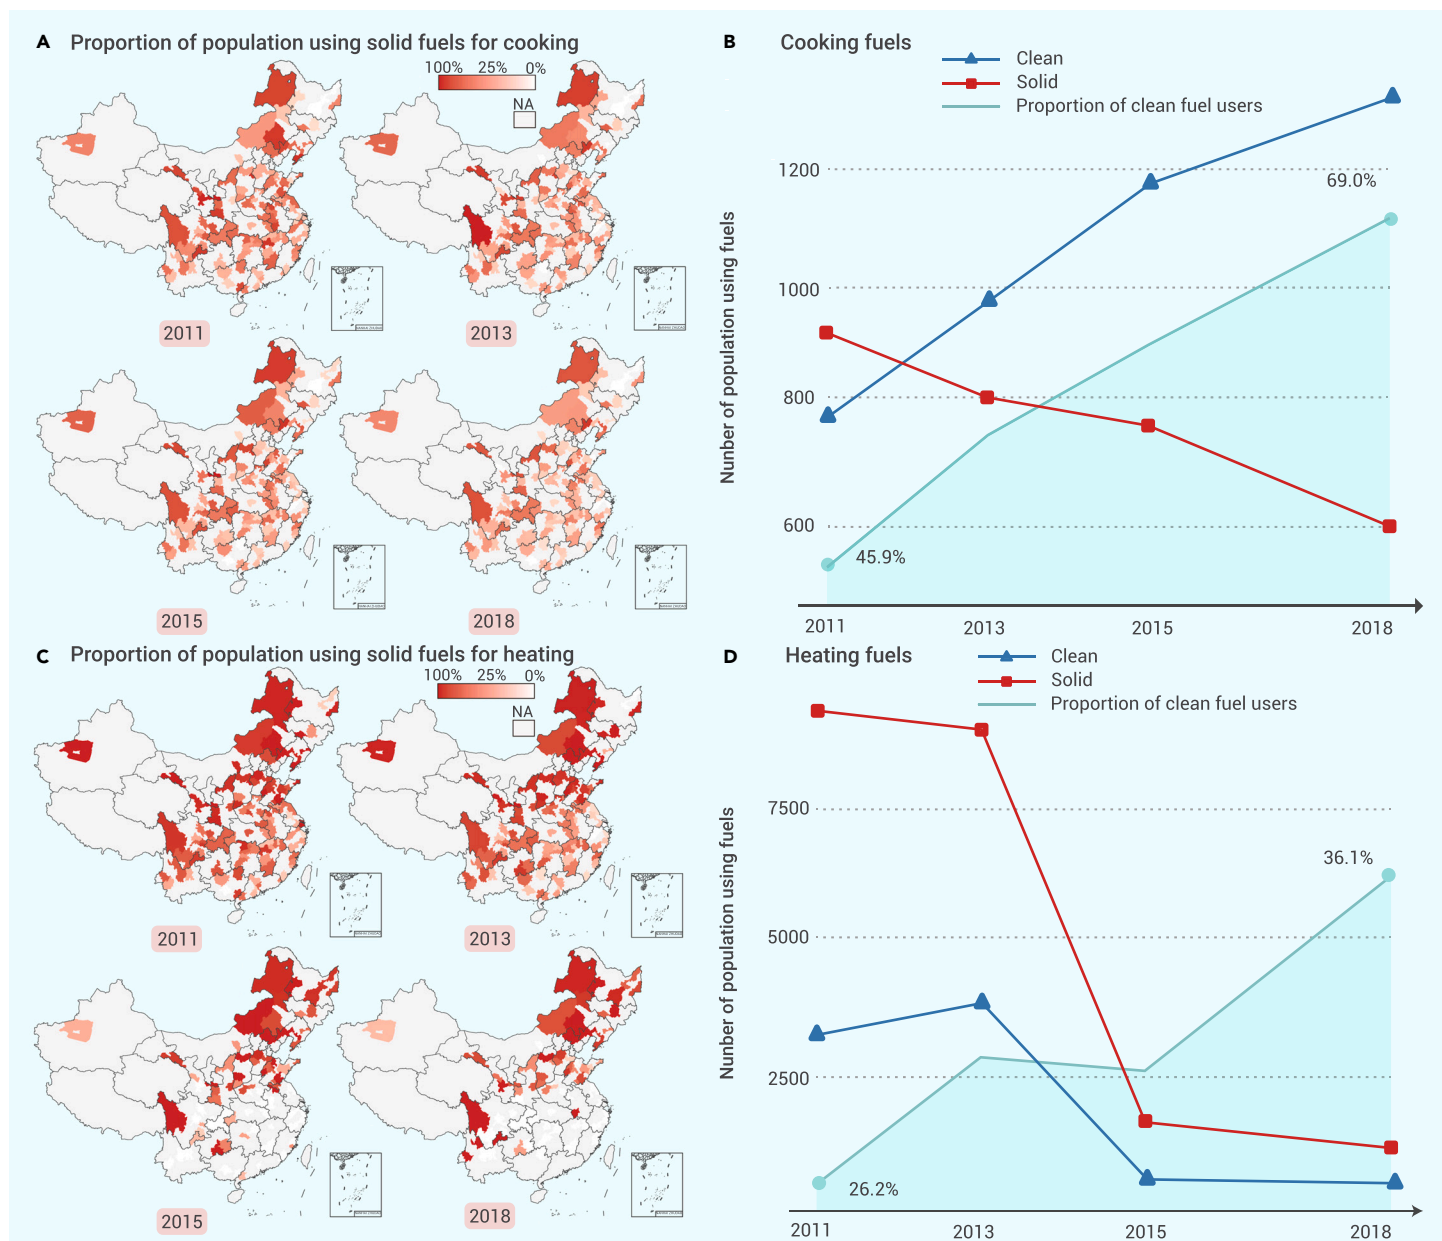 A Proportion of population using solid fuels for cooking
100% 25% 0%
NA
2011
2013
2015
2018
B Cooking fuels
Clean
Solid
Proportion of clean fuel users
Nunber of population using fuels
1200
1000
800
600
69.0%
45.9%
2011 2013 2015 2018
C Proportion of population using solid fuels for heating
100% 25% 0%
NA
2011
2013
2015
2018
D Heating fuels
Clean
Solid
Proportion of clean fuel users
Nunber of population using fuels
7500
5000
2500
36.1%
26.2%
2011 2013 2015 2018